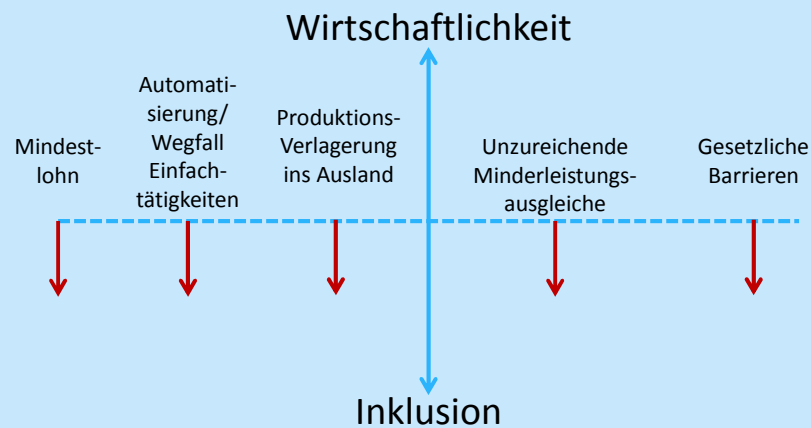 Wirtschaftlichkeit
Mindest-
lohn
Automati-
sierung/
Wegfall
Einfach-
tätigkeiten
Produktions-
Verlagerung
ins Ausland
Unzureichende
Minderleistungs-
ausgleiche
Gesetzliche
Barrieren
Inklusion